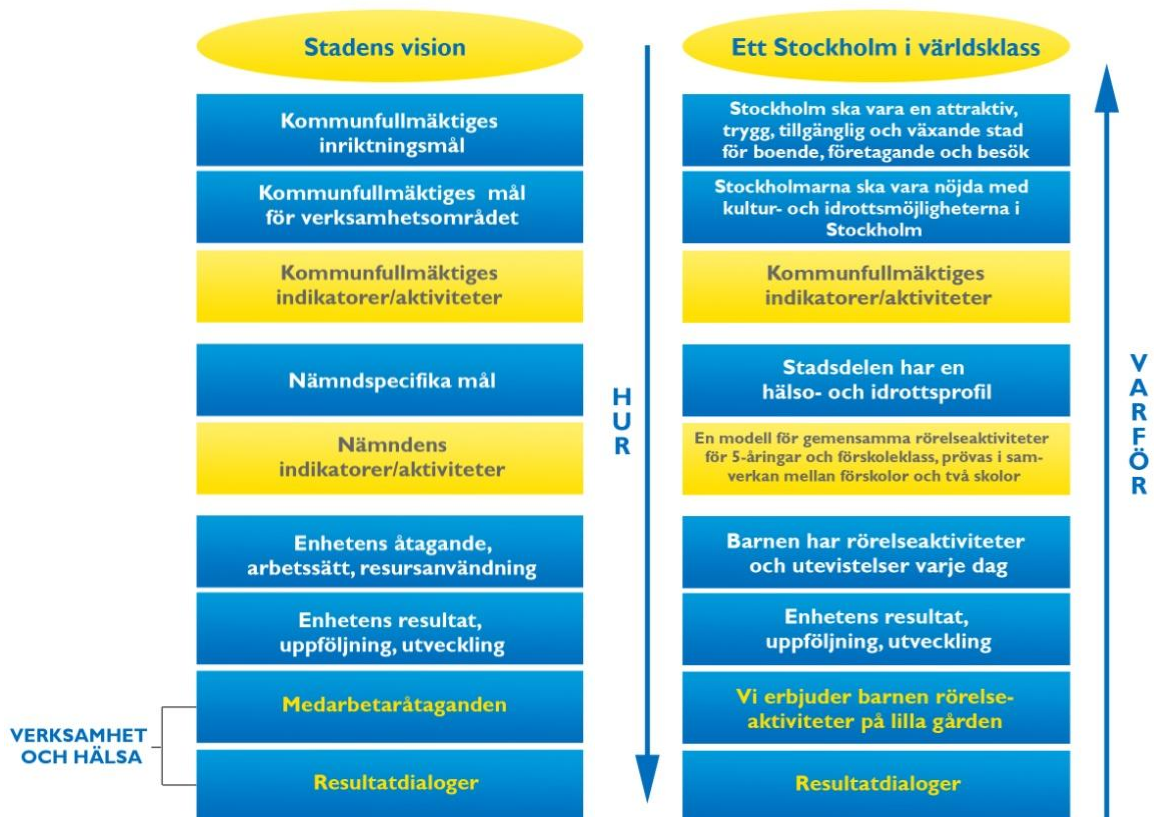 Stadens vision
Kommunfullmäktiges
inriktningsmål
Kommunfullmäktiges mål
för verksamhetsområdet
Kommunfullmäktiges
indikatorer/aktiviteter
Nämndspecifika mål
Nämndens
indikatorer/aktiviteter
Enhetens åtagande,
arbetssätt, resursanvändning
Enhetens resultat,
uppföljning, utveckling
Medarbetaråtaganden
Resultatdialoger
VERKSAMHET
OCH HÄLSA
HUR
Ett Stockholm i världsklass
Stockholm ska vara en attraktiv,
trygg, tillgänglig och växande stad
för boende, företagande och besök
Stockholmarna ska vara nöjda med
kultur- och idrottsmöjligheterna i
Stockholm
Kommunfullmäktiges
indikatorer/aktiviteter
Stadsdelen har en
hälso- och idrottsprofil
En modell för gemensamma rörelseaktiviteter
för 5-åringar och förskoleklass, prövas i sam-
verkan mellan förskolor och två skolor
Barnen har rörelseaktiviteter
och utevistelser varje dag
Enhetens resultat,
uppföljning, utveckling
Vi erbjuder barnen rörelse-
aktiviteter på lilla gården
Resultatdialoger
VARFÖR